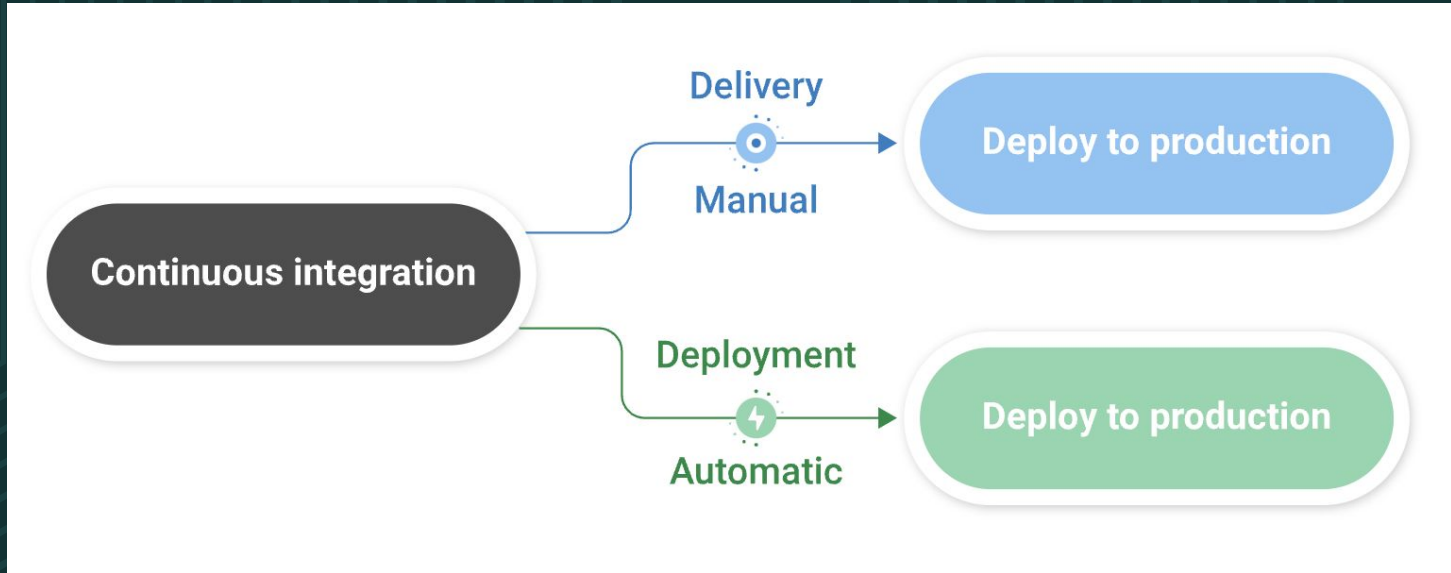 Continuous integration
Delivery
Manual
Deploy to production
Deployment
Automatic
Deploy to production